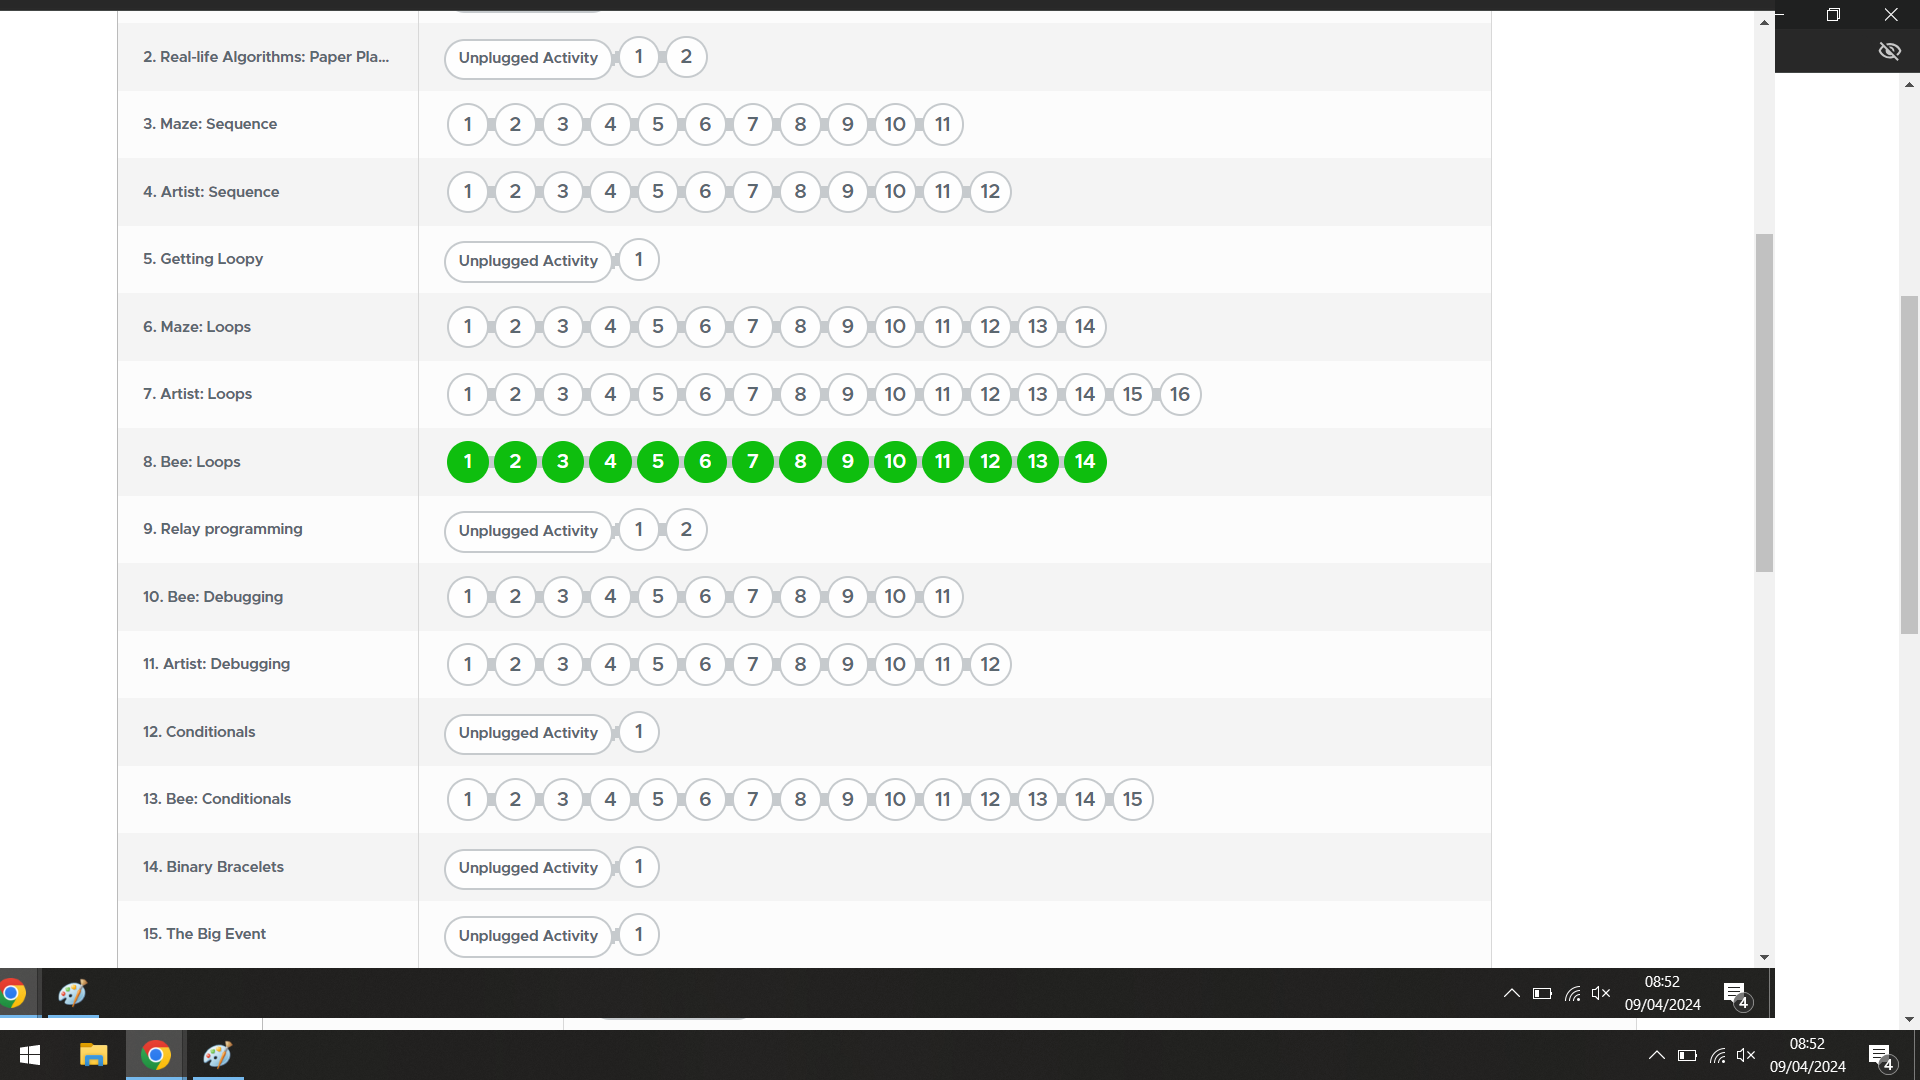 2. Real-life Algorithms: Paper Pla... Unplugged Activity 1 2
3. Maze: Sequence 1 2 3 4 5 6 7 8 9 10 11
4. Artist: Sequence 1 2 3 4 5 6 7 8 9 10 11 12
5. Getting Loopy Unplugged Activity 1
6. Maze: Loops 1 2 3 4 5 6 7 8 9 10 11 12 13 14
7. Artist: Loops 1 2 3 4 5 6 7 8 9 10 11 12 13 14 15 16
8. Bee: Loops 1 2 3 4 5 6 7 8 9 10 11 12 13 14
9. Relay programming Unplugged Activity 1 2
10. Bee: Debugging 1 2 3 4 5 6 7 8 9 10 11
11. Artist: Debugging 1 2 3 4 5 6 7 8 9 10 11 12
12. Conditionals Unplugged Activity 1
13. Bee: Conditionals 1 2 3 4 5 6 7 8 9 10 11 12 13 14 15
14. Binary Bracelets Unplugged Activity 1
15. The Big Event Unplugged Activity 1
08:52
09/04/2024 4
08:52
09/04/2024 4